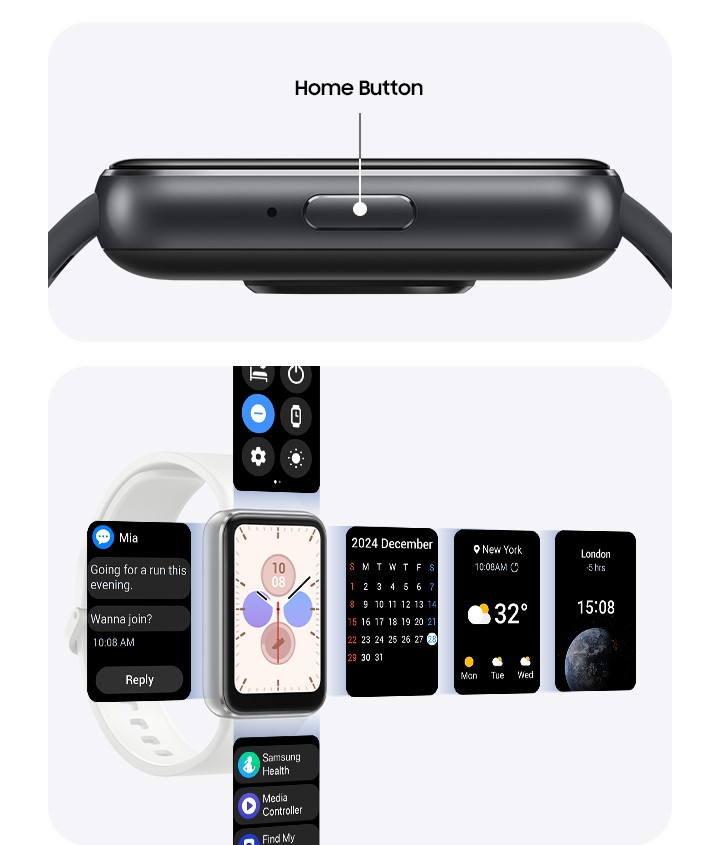 Home Button
Mia
Going for a run this
evening.
Wanna join?
10:08 AM
Reply
10
08
2024 December
S M T W T F S
1 2 3 4 5 6 7
8 9 10 11 12 13 14
15 16 17 18 19 20 21
22 23 24 25 26 27 28
29 30 31
New York
10:08AM
32°
Mon Tue Wed
London
-5 hrs
15:08
Samsung
Health
Media
Controller
Find My